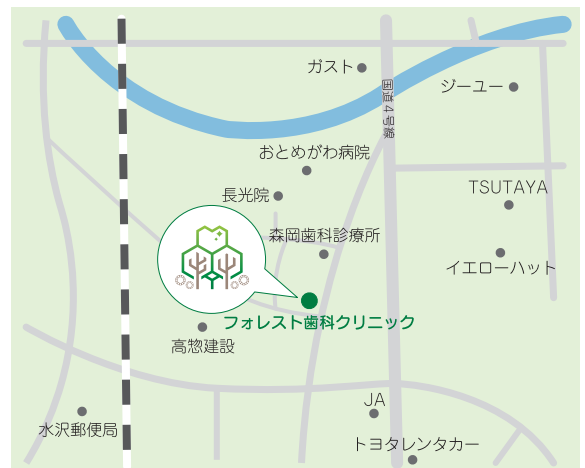 ガスト
ジーユー
国道4号線
おとめがわ病院
長光院
TSUTAYA
森岡歯科診療所
イエローハット
フォレスト歯科クリニック
高惣建設
JA
水沢郵便局
トヨタレンタカー